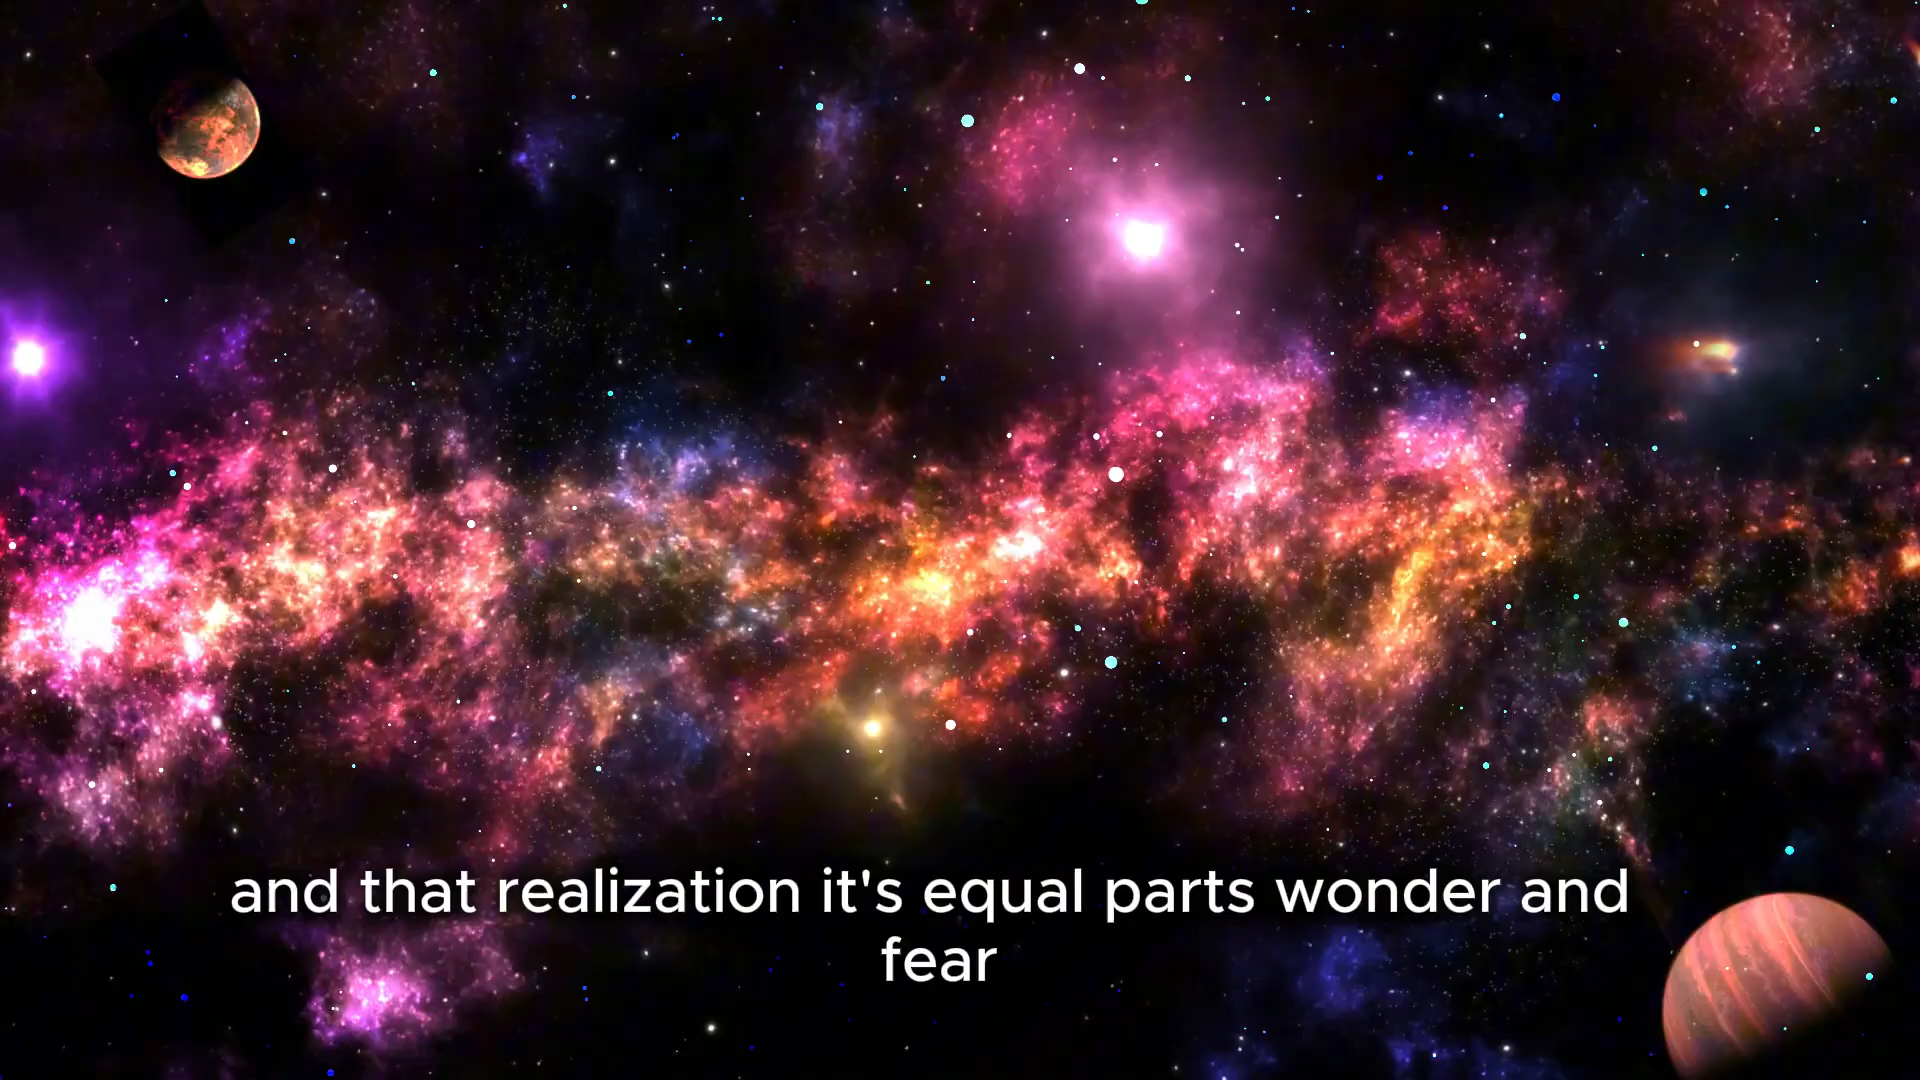 and that realization it's equal parts wonder and
fear